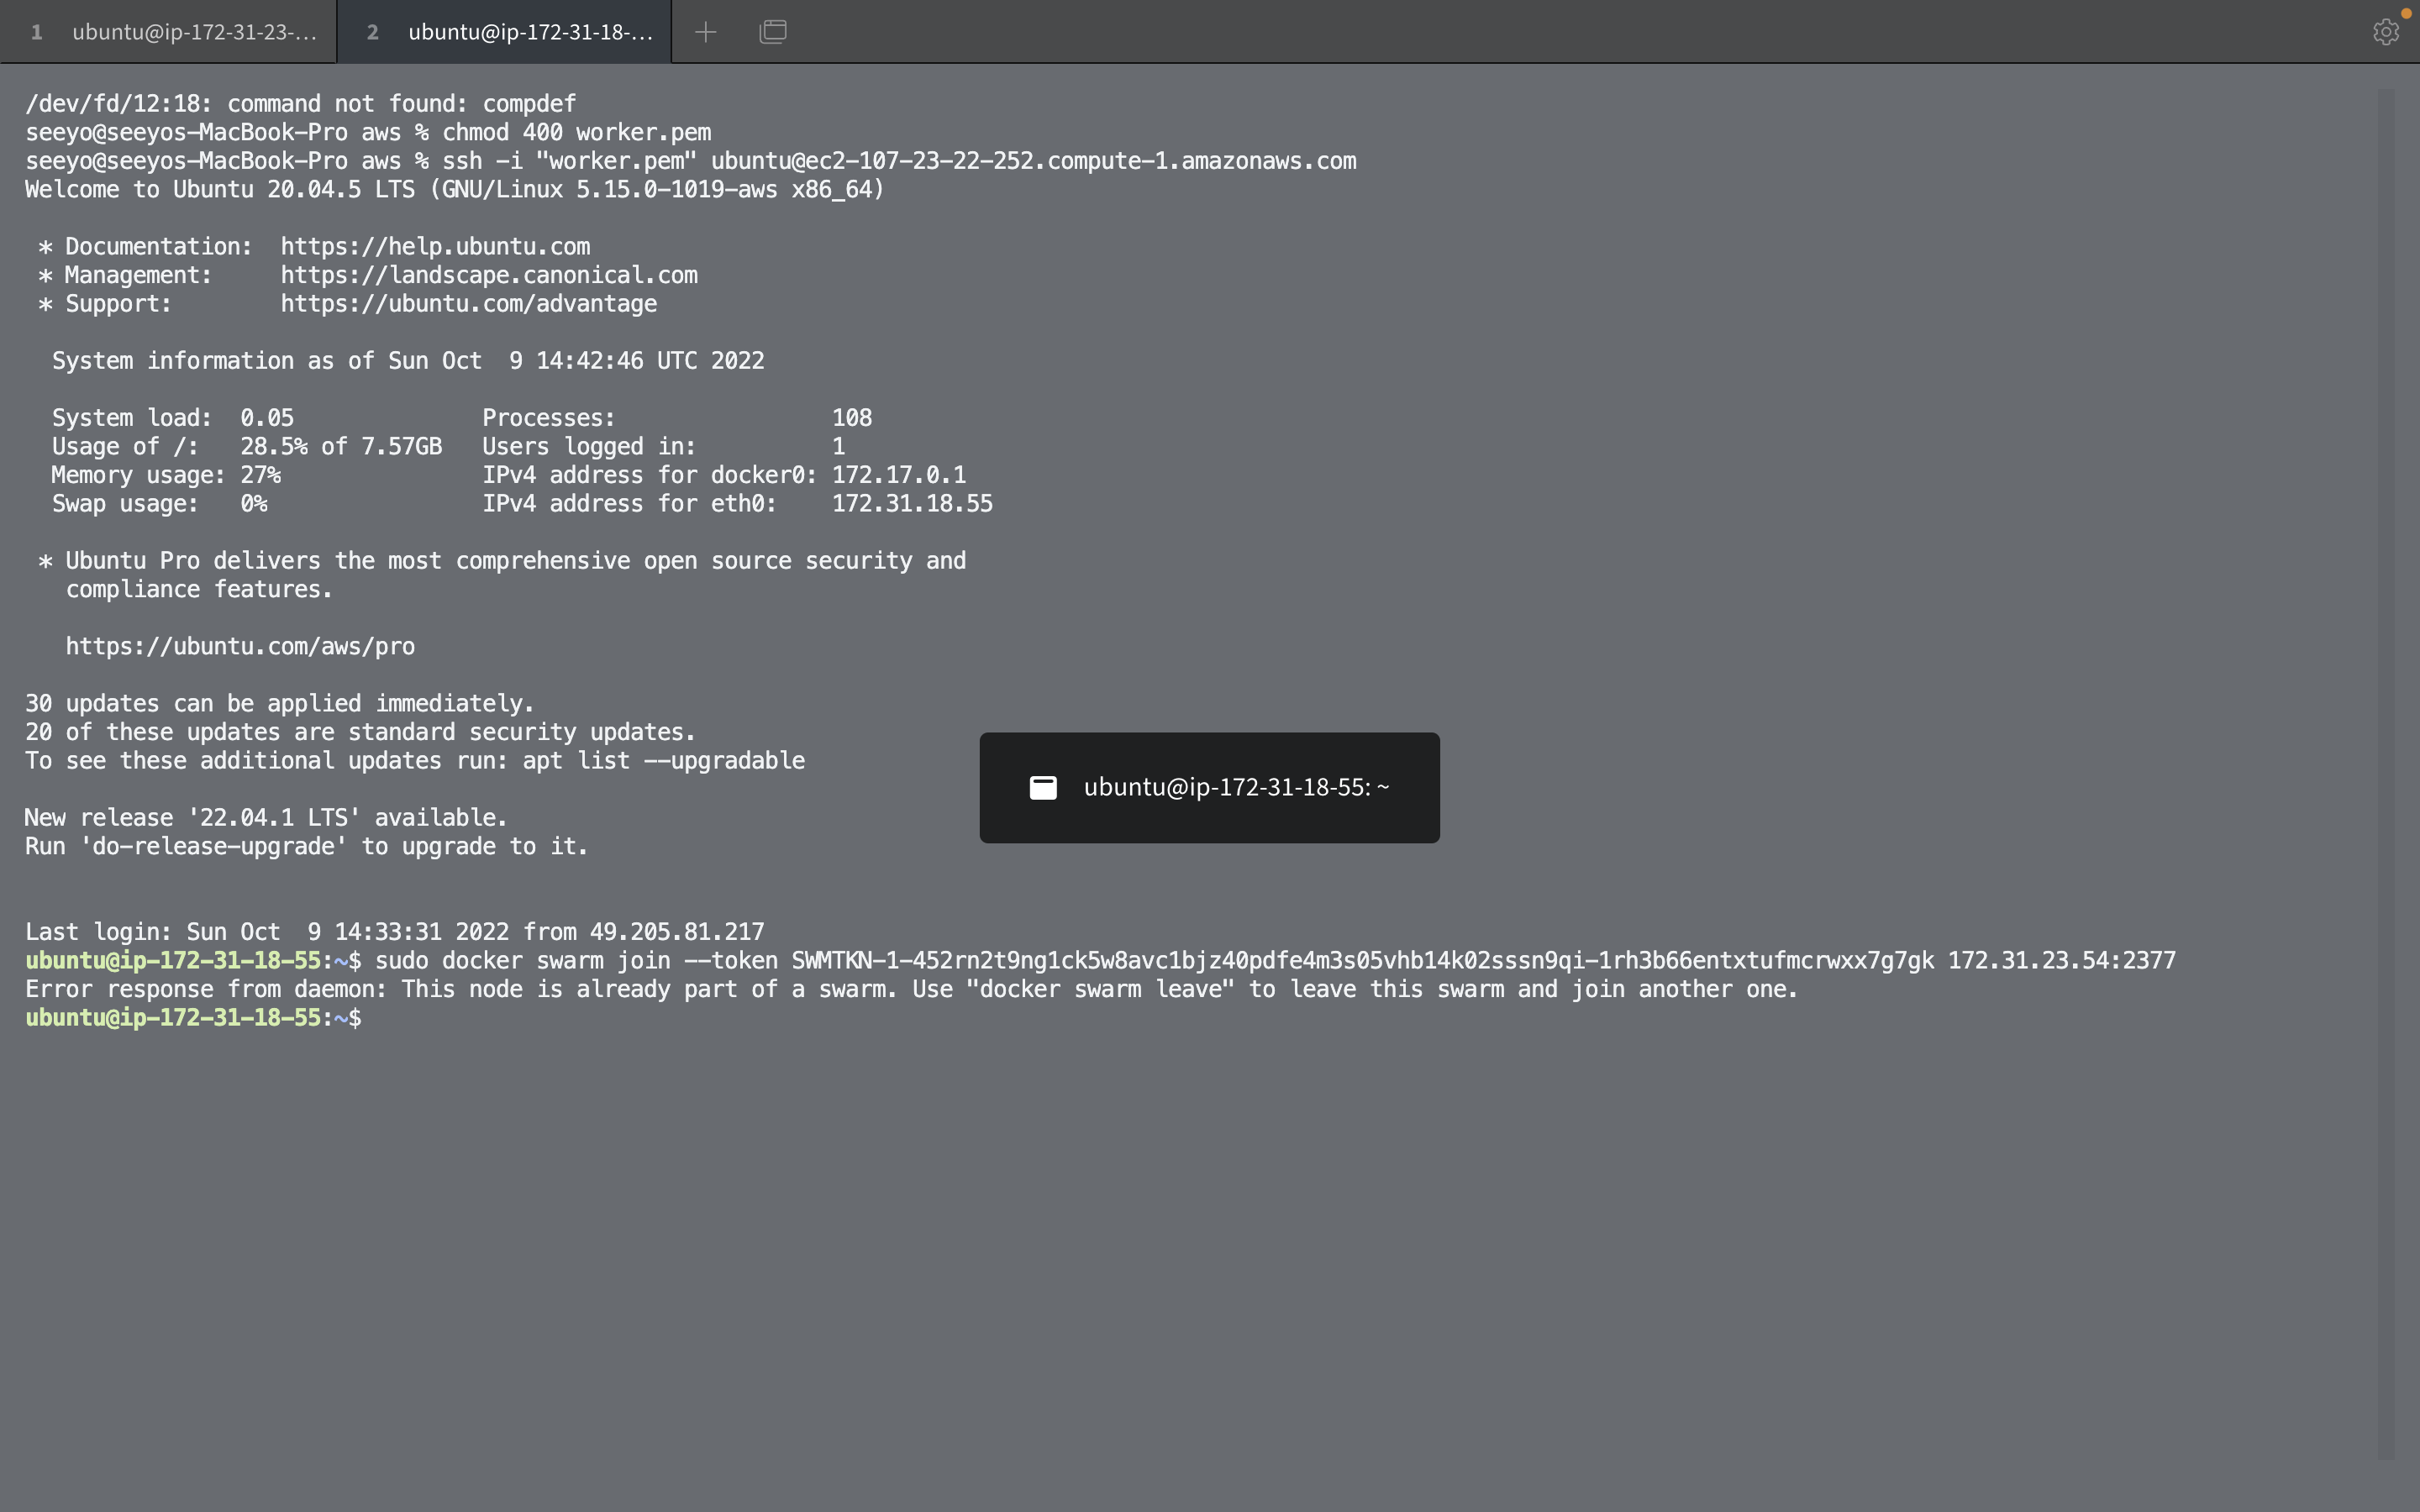 1 ubuntu@ip-172-31-23-...
2 ubuntu@ip-172-31-18-...
/dev/fd/12:18: command not found: compdef
seeyo@seeyos-MacBook-Pro aws % chmod 400 worker.pem
seeyo@seeyos-MacBook-Pro aws % ssh -i "worker.pem" ubuntu@ec2-107-23-22-252.compute-1.amazonaws.com
Welcome to Ubuntu 20.04.5 LTS (GNU/Linux 5.15.0-1019-aws x86_64)
* Documentation:  https://help.ubuntu.com
* Management:     https://landscape.canonical.com
* Support:        https://ubuntu.com/advantage
System information as of Sun Oct  9 14:42:46 UTC 2022
System load:  0.05              Processes:                108
Usage of /:   28.5% of 7.57GB   Users logged in:          1
Memory usage: 27%               IPv4 address for docker0: 172.17.0.1
Swap usage:   0%                IPv4 address for eth0:    172.31.18.55
* Ubuntu Pro delivers the most comprehensive open source security and
compliance features.
https://ubuntu.com/aws/pro
30 updates can be applied immediately.
20 of these updates are standard security updates.
To see these additional updates run: apt list --upgradable
ubuntu@ip-172-31-18-55: ~
New release '22.04.1 LTS' available.
Run 'do-release-upgrade' to upgrade to it.
Last login: Sun Oct  9 14:33:31 2022 from 49.205.81.217
ubuntu@ip-172-31-18-55:~$ sudo docker swarm join --token SWMTKN-1-452rn2t9ng1ck5w8avc1bjz40pdfe4m3s05vhb14k02sssn9qi-1rh3b66entxtufmcrwxx7g7gk 172.31.23.54:2377
Error response from daemon: This node is already part of a swarm. Use "docker swarm leave" to leave this swarm and join another one.
ubuntu@ip-172-31-18-55:~$